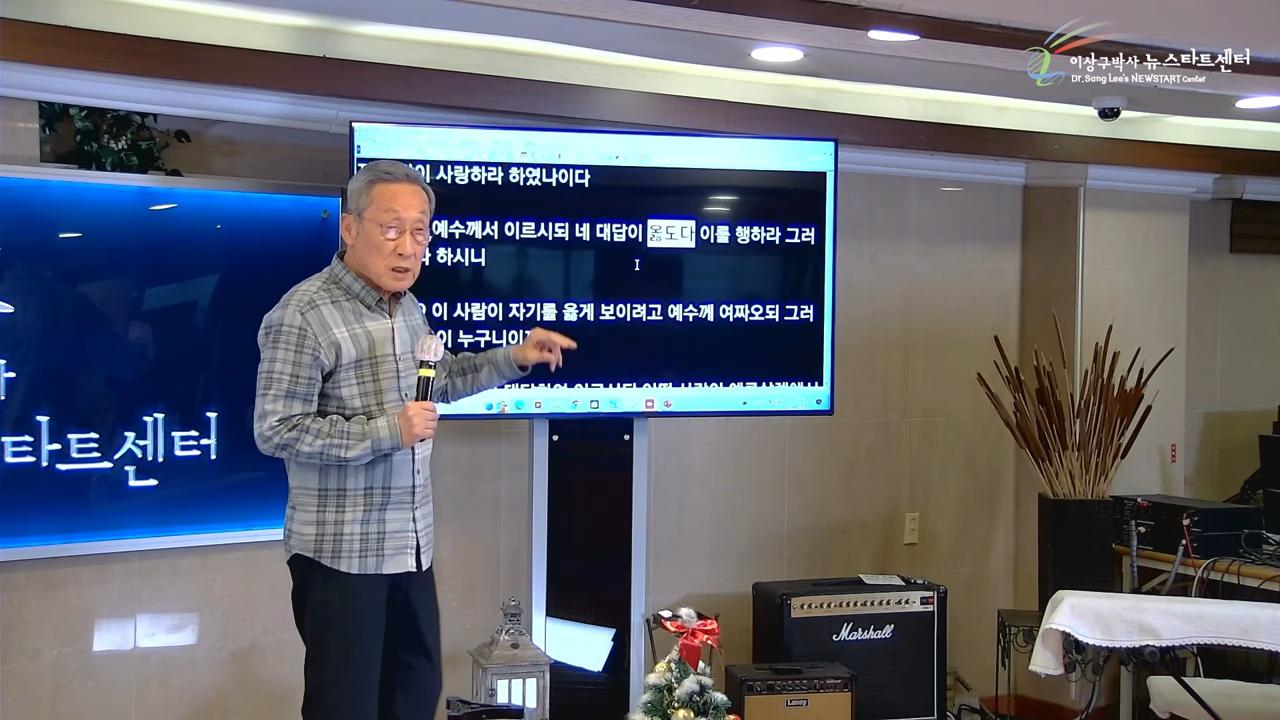 이상구박사 뉴스타트센터
Dr. Sang Lee's NEWSTART Center
이 사랑하라 하였나이다
예수께서 이르시되 네 대답이 옳도다 이를 행하라 그러
하시니
이 사람이 자기를 옳게 보이려고 예수께 여짜오되 그러
이 누구니이
타트센터
Marshall
Laney